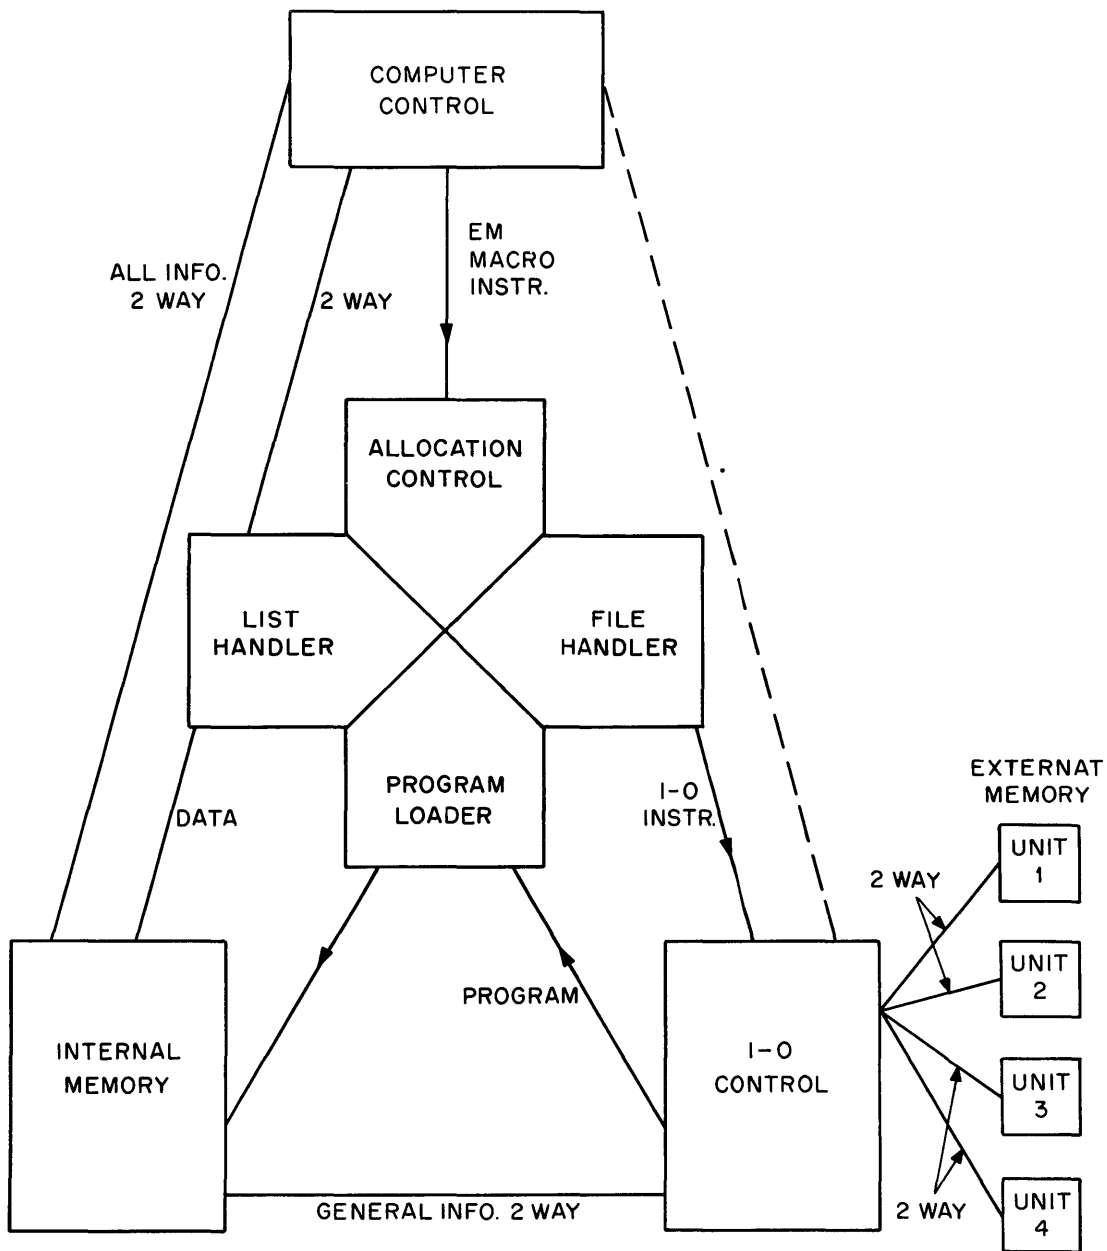 COMPUTER
CONTROL
EM
MACRO
INSTR.
ALL INFO.
2 WAY
2 WAY
ALLOCATION
CONTROL
LIST
HANDLER
FILE
HANDLER
PROGRAM
LOADER
DATA
I-O
INSTR.
EXTERNAT
MEMORY
UNIT
1
2 WAY
UNIT
2
PROGRAM
INTERNAL
MEMORY
I-O
CONTROL
UNIT
3
UNIT
4
2 WAY
GENERAL INFO. 2 WAY